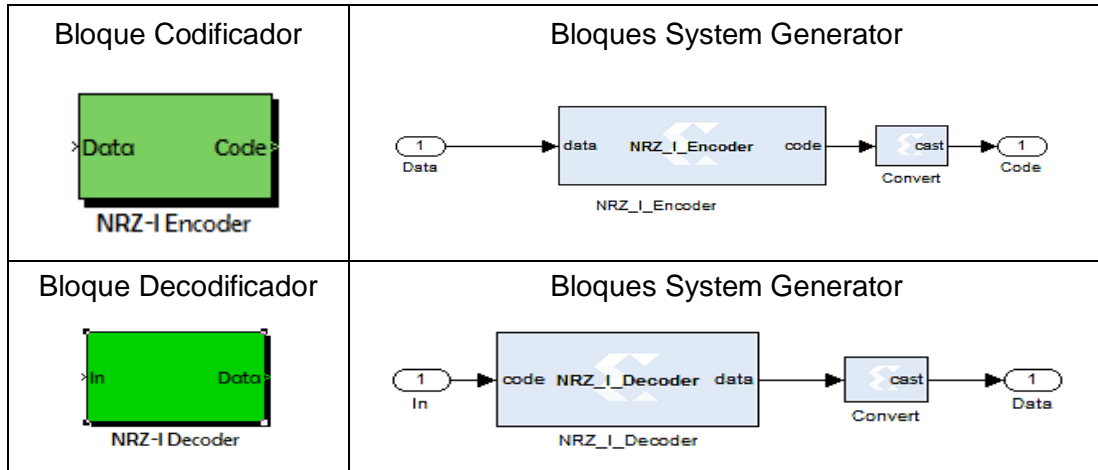 Bloque Codificador
Bloques System Generator
Data Code
NRZ-I Encoder
1
Data
data NRZ_I_Encoder code
NRZ_I_Encoder
cast
Convert
1
Code
Bloque Decodificador
Bloques System Generator
In Data
NRZ-I Decoder
1
In
code NRZ_I_Decoder data
NRZ_I_Decoder
cast
Convert
1
Data